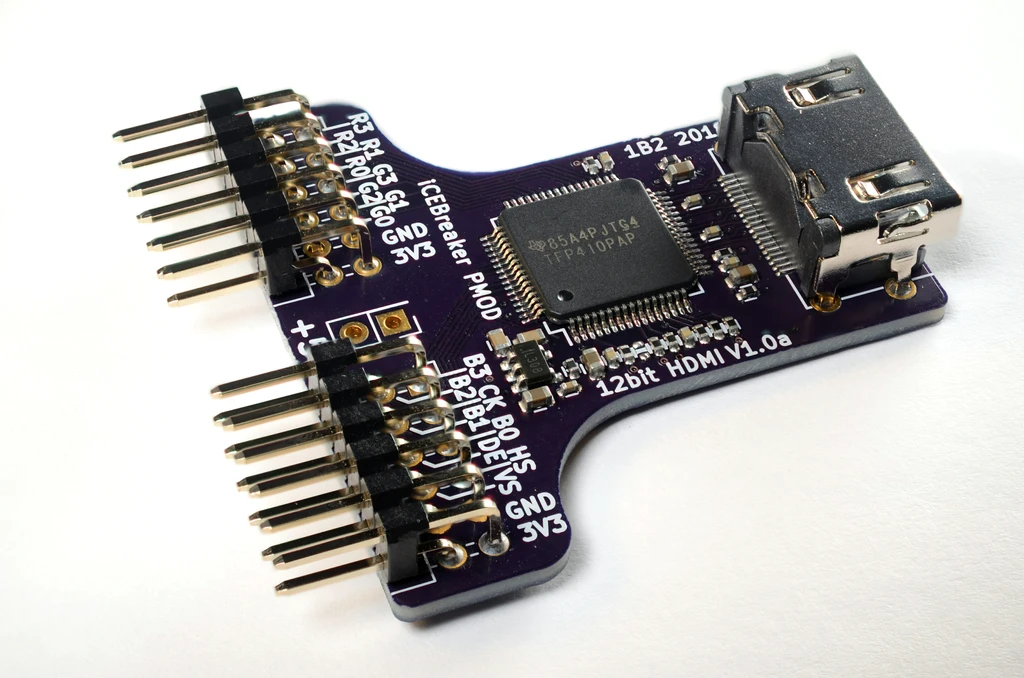 R3 R1 G3 G1
R2 R0 G2 G0
GND
3V3
iCEBreaker PMOD
1B2
85A4PJTG4
TFP410PAP
12bit HDMI V1.0a
B3 CK B0 HS
B2 B1 DE VS
GND
3V3